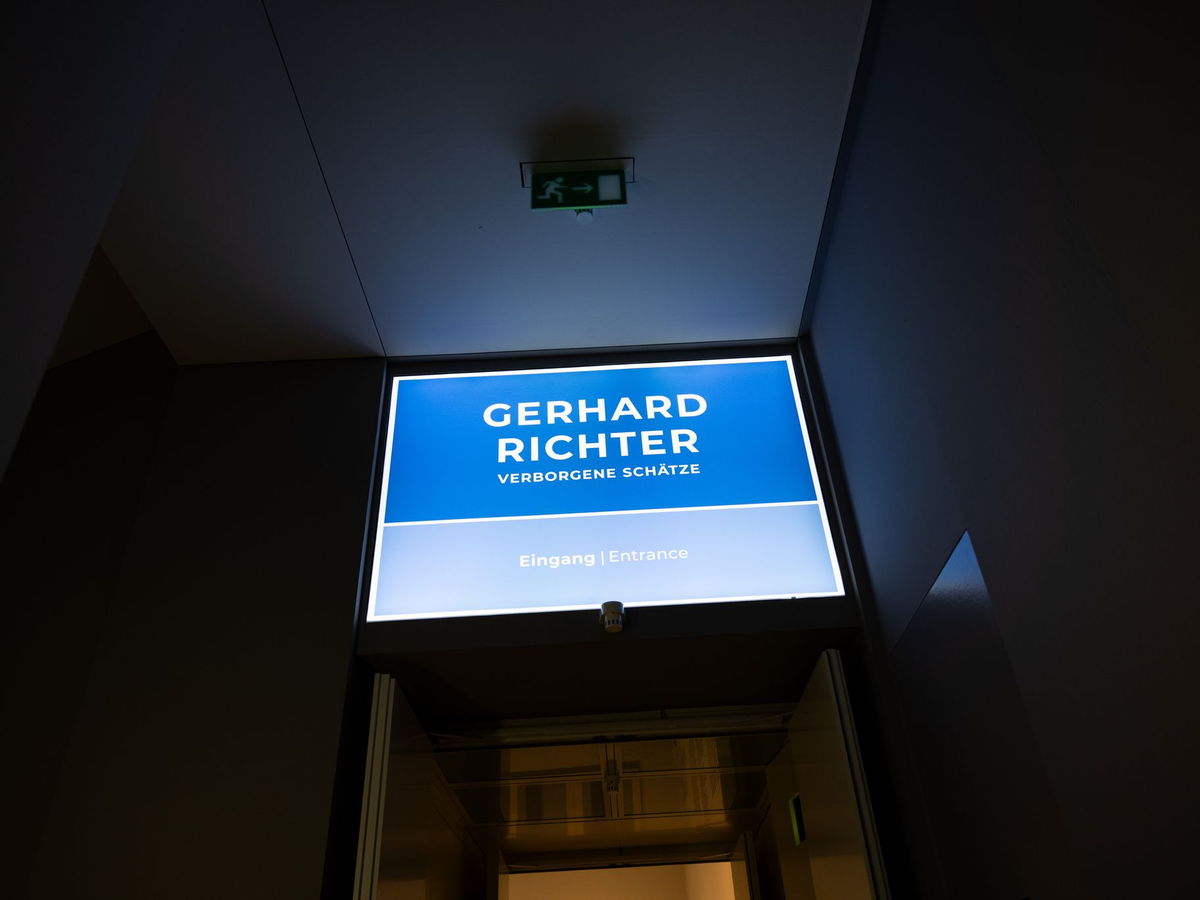 GERHARD
RICHTER
VERBORGENE SCHÄTZE
Eingang | Entrance